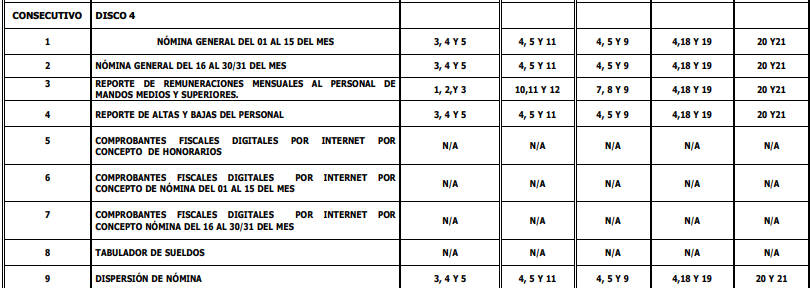 CONSECUTIVO DISCO 4
1 NÓMINA GENERAL DEL 01 AL 15 DEL MES 3, 4 Y 5 4, 5 Y 11 4, 5 Y 9 4,18 Y 19 20 Y21
2 NÓMINA GENERAL DEL 16 AL 30/31 DEL MES 3, 4 Y 5 4, 5 Y 11 4, 5 Y 9 4,18 Y 19 20 Y21
3 REPORTE DE REMUNERACIONES MENSUALES AL PERSONAL DE
MANDOS MEDIOS Y SUPERIORES. 1, 2,Y 3 10,11 Y 12 7, 8 Y 9 4,18 Y 19 20 Y21
4 REPORTE DE ALTAS Y BAJAS DEL PERSONAL 3, 4 Y 5 4, 5 Y 11 4, 5 Y 9 4,18 Y 19 20 Y21
5 COMPROBANTES FISCALES DIGITALES POR INTERNET POR
CONCEPTO DE HONORARIOS N/A N/A N/A N/A N/A
6 COMPROBANTES FISCALES DIGITALES POR INTERNET POR
CONCEPTO DE NÓMINA DEL 01 AL 15 DEL MES N/A N/A N/A N/A N/A
7 COMPROBANTES FISCALES DIGITALES POR INTERNET POR
CONCEPTO NÓMINA DEL 16 AL 30/31 DEL MES N/A N/A N/A N/A N/A
8 TABULADOR DE SUELDOS N/A N/A N/A N/A N/A
9 DISPERSIÓN DE NÓMINA 3, 4 Y 5 4, 5 Y 11 4, 5 Y 9 4,18 Y 19 20 Y 21